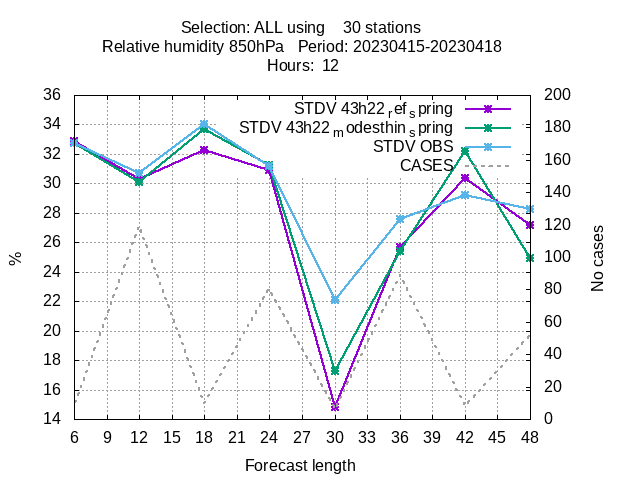 Selection: ALL using    30 stations
Relative humidity 850hPa   Period: 20230415-20230418
Hours:  12
STDV 43h22_ref_spring
STDV 43h22_modesthin_spring
STDV OBS
CASES
36
34
32
30
28
26
24
22
20
18
16
14
%
200
180
160
140
120
100
80
60
40
20
0
No cases
6 9 12 15 18 21 24 27 30 33 36 39 42 45 48
Forecast length